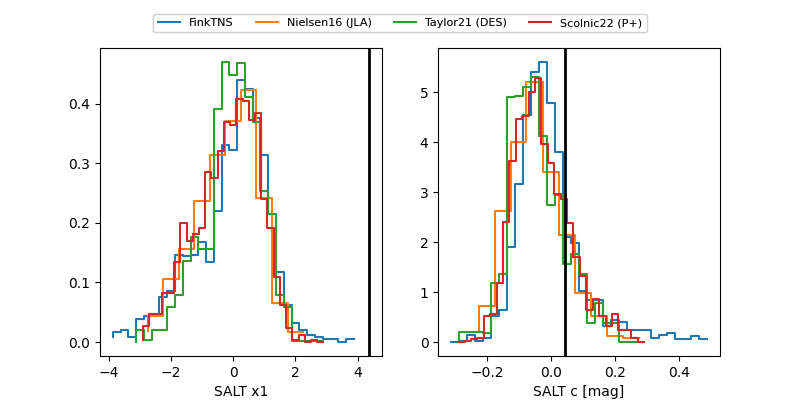 FinkTNS Nielsen16 (JLA) Taylor21 (DES) Scolnic22 (P+)
0.4
0.3
0.2
0.1
0.0
−4 −2 0 2 4
SALT x1
5
4
3
2
1
0
−0.2 0.0 0.2 0.4
SALT c [mag]